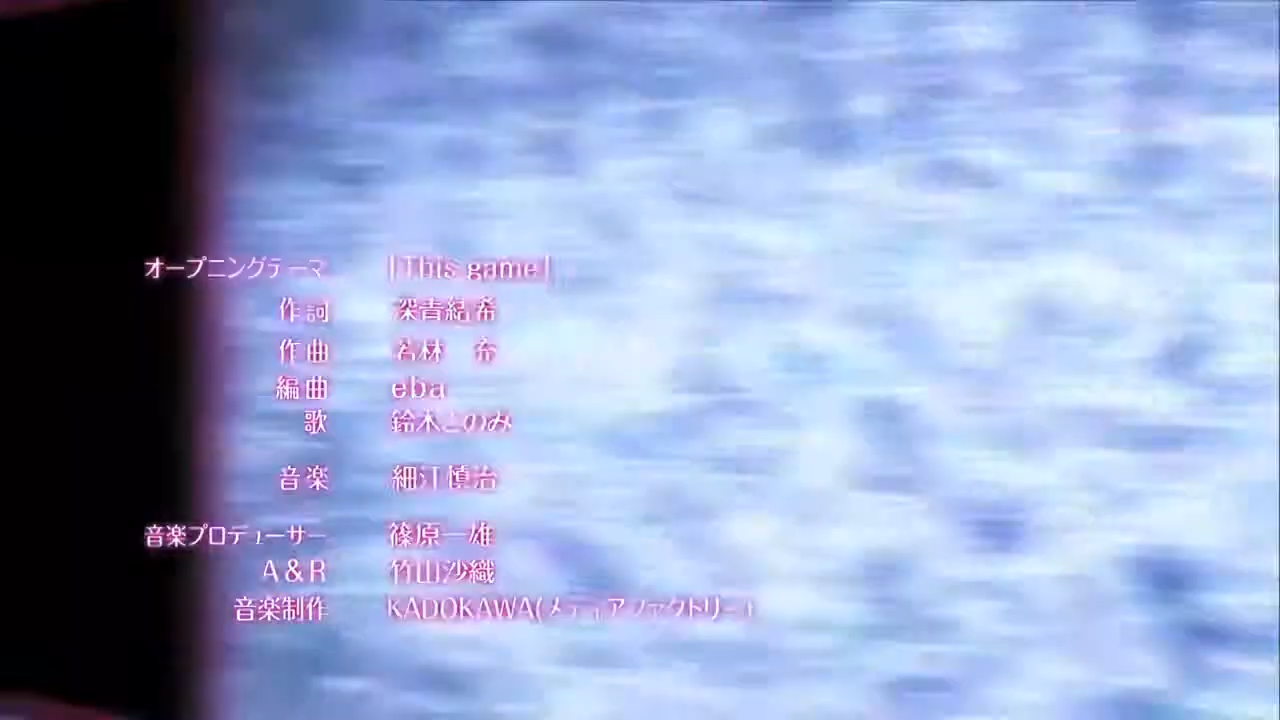 オープニングテーマ 「This game」
作詞 深青結希
作曲 若林 充
編曲 eba
歌 鈴木このみ
音楽 細江慎治
音楽プロデューサー 篠原一雄
A&R 竹山沙織
音楽制作 KADOKAWA(メディアファクトリー)